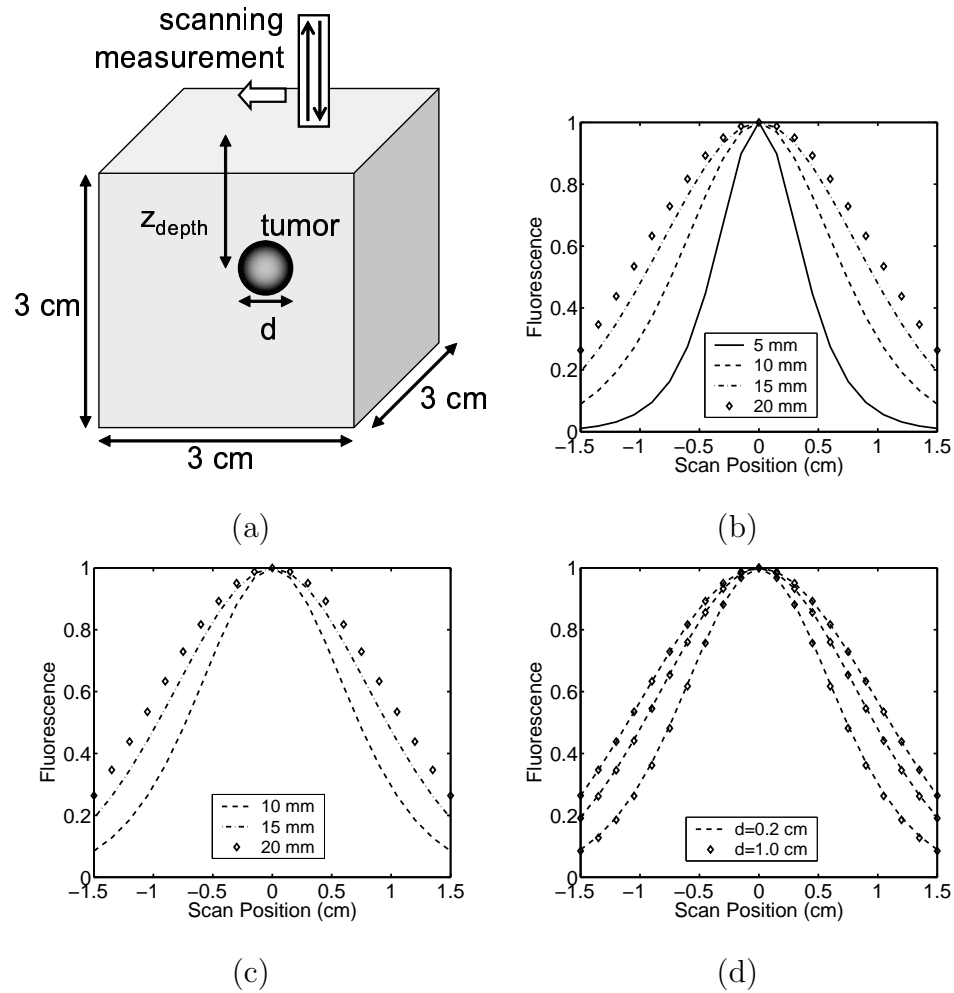 scanning
measurement
z_depth
tumor
d
3 cm
3 cm
3 cm
(a)
Fluorescence
1
0.8
0.6
0.4
0.2
0
5 mm
10 mm
15 mm
20 mm
−1.5 −1 −0.5 0 0.5 1 1.5
Scan Position (cm)
(b)
Fluorescence
1
0.8
0.6
0.4
0.2
0
10 mm
15 mm
20 mm
−1.5 −1 −0.5 0 0.5 1 1.5
Scan Position (cm)
(c)
Fluorescence
1
0.8
0.6
0.4
0.2
0
d=0.2 cm
d=1.0 cm
−1.5 −1 −0.5 0 0.5 1 1.5
Scan Position (cm)
(d)